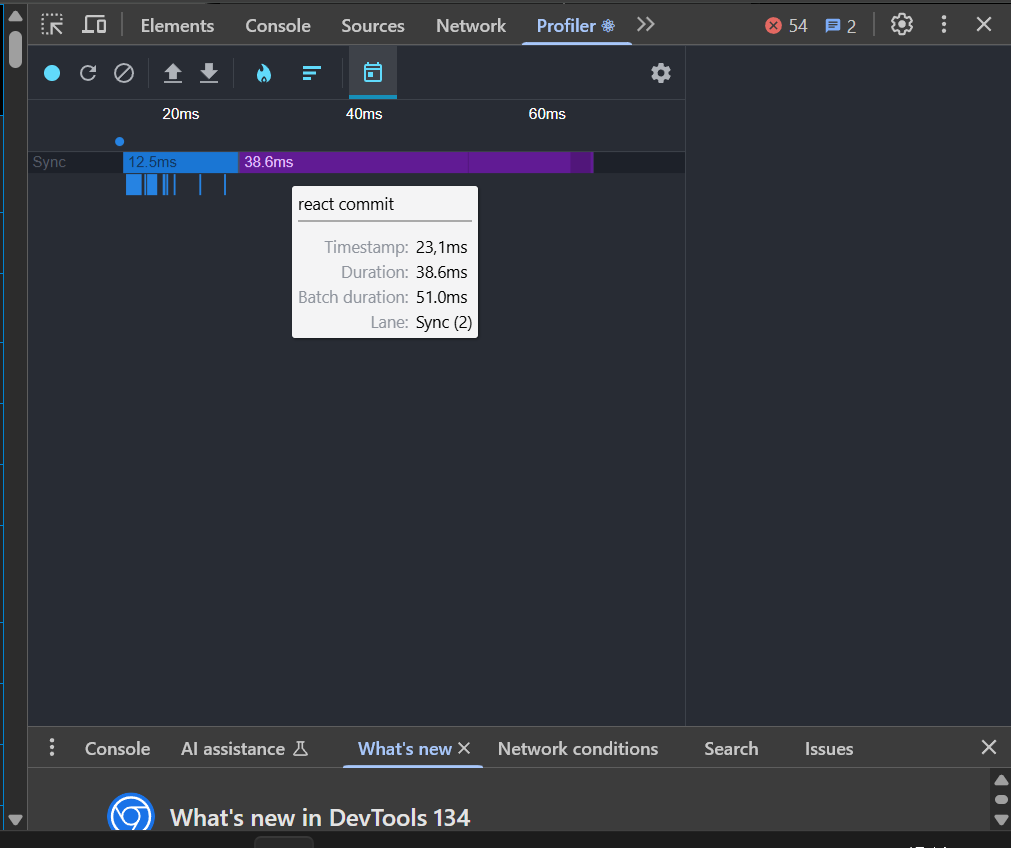 Elements Console Sources Network Profiler 54 2
20ms 40ms 60ms
Sync 12.5ms 38.6ms
react commit
Timestamp: 23,1ms
Duration: 38.6ms
Batch duration: 51.0ms
Lane: Sync (2)
Console AI assistance What's new Network conditions Search Issues
What's new in DevTools 134